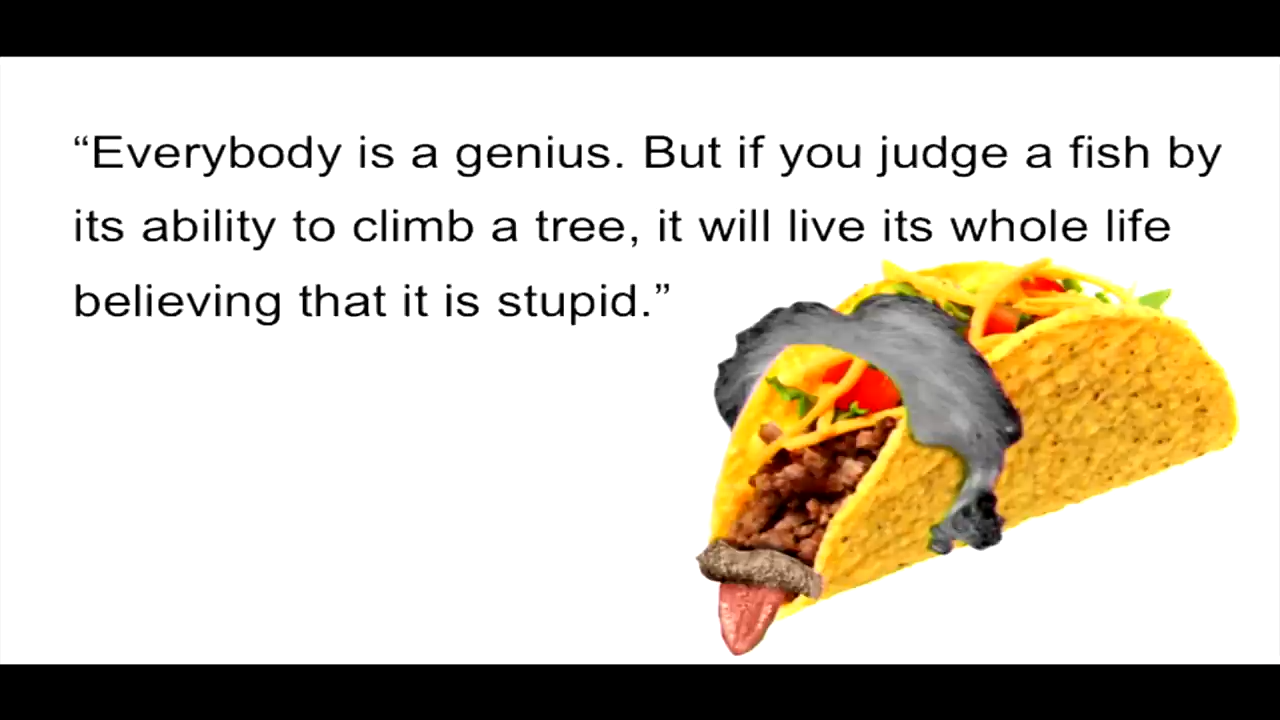 “Everybody is a genius. But if you judge a fish by
its ability to climb a tree, it will live its whole life
believing that it is stupid.”